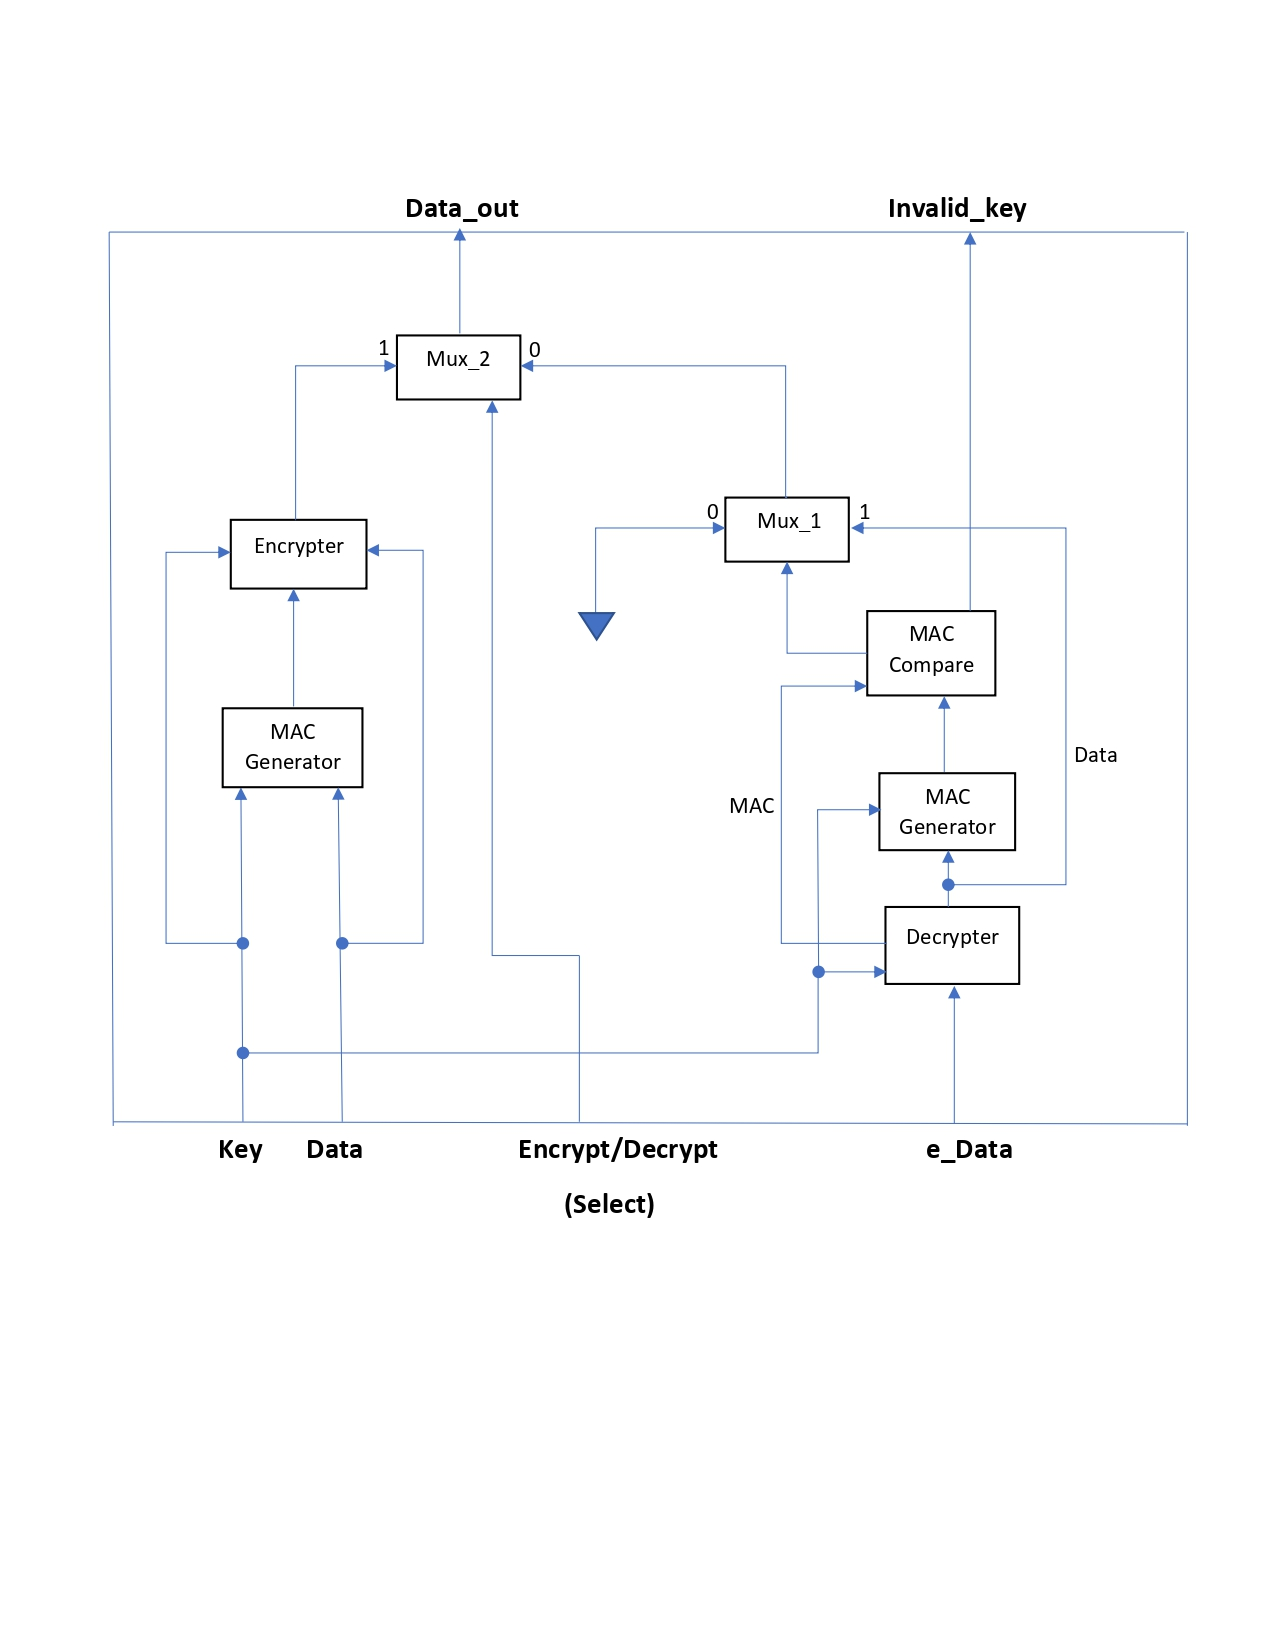 Data_out
Invalid_key
1
Mux_2
0
0
Mux_1
1
Encrypter
MAC
Compare
MAC
Generator
Data
MAC
MAC
Generator
Decrypter
Key
Data
Encrypt/Decrypt
e_Data
(Select)